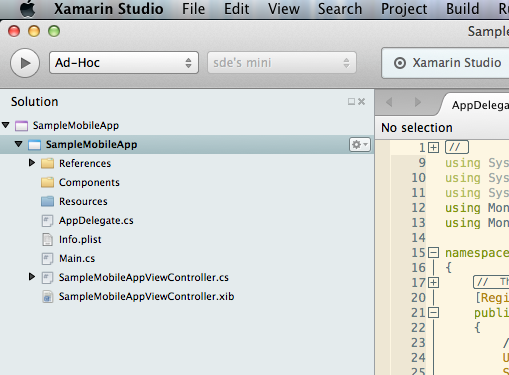 Xamarin Studio File Edit View Search Project Build
Sampl
Ad-Hoc
sde's mini
Xamarin Studio
Solution
AppDelega
SampleMobileApp
No selection
SampleMobileApp
References
Components
Resources
AppDelegate.cs
Info.plist
Main.cs
SampleMobileAppViewController.cs
SampleMobileAppViewController.xib
1 //
9 using Sys
10 using Sys
11 using Sys
12 using Mon
13 using Mon
14
15 namespace
16 {
17 // Th
20 [Regi
21 publi
22 {
23 /
24 U
25 S